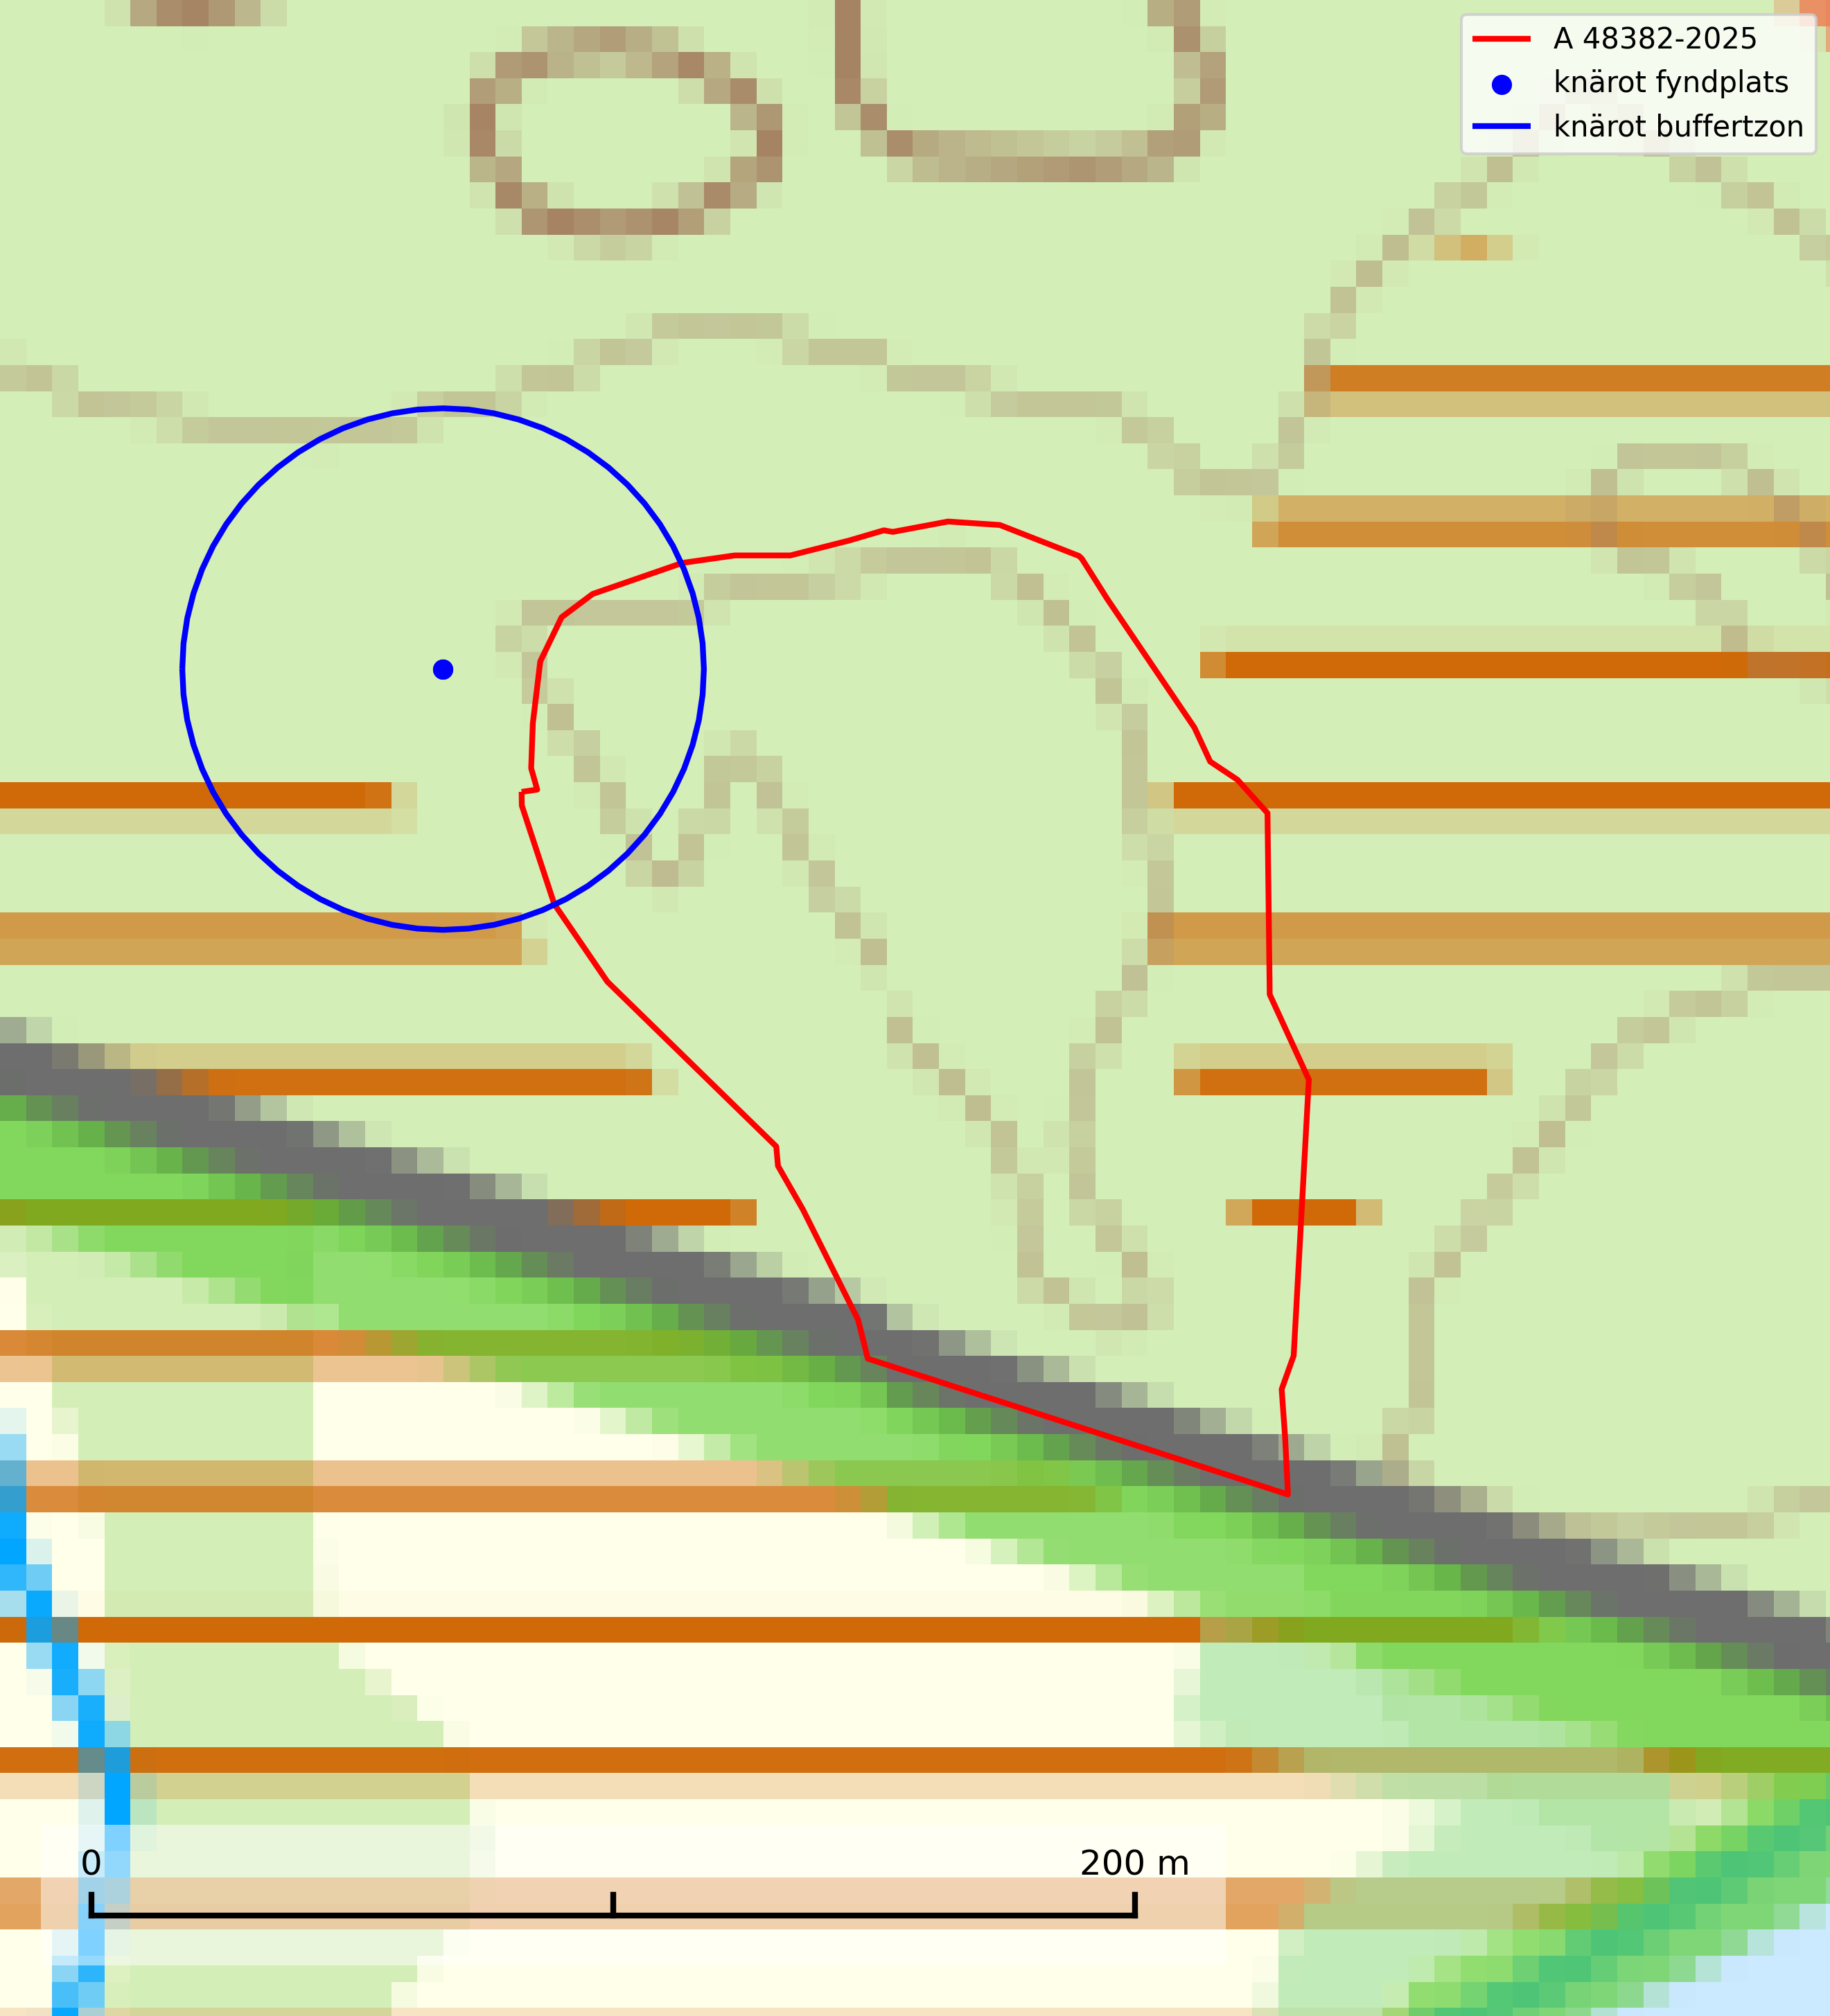 A 48382-2025
knärot fyndplats
knärot buffertzon
0
200 m